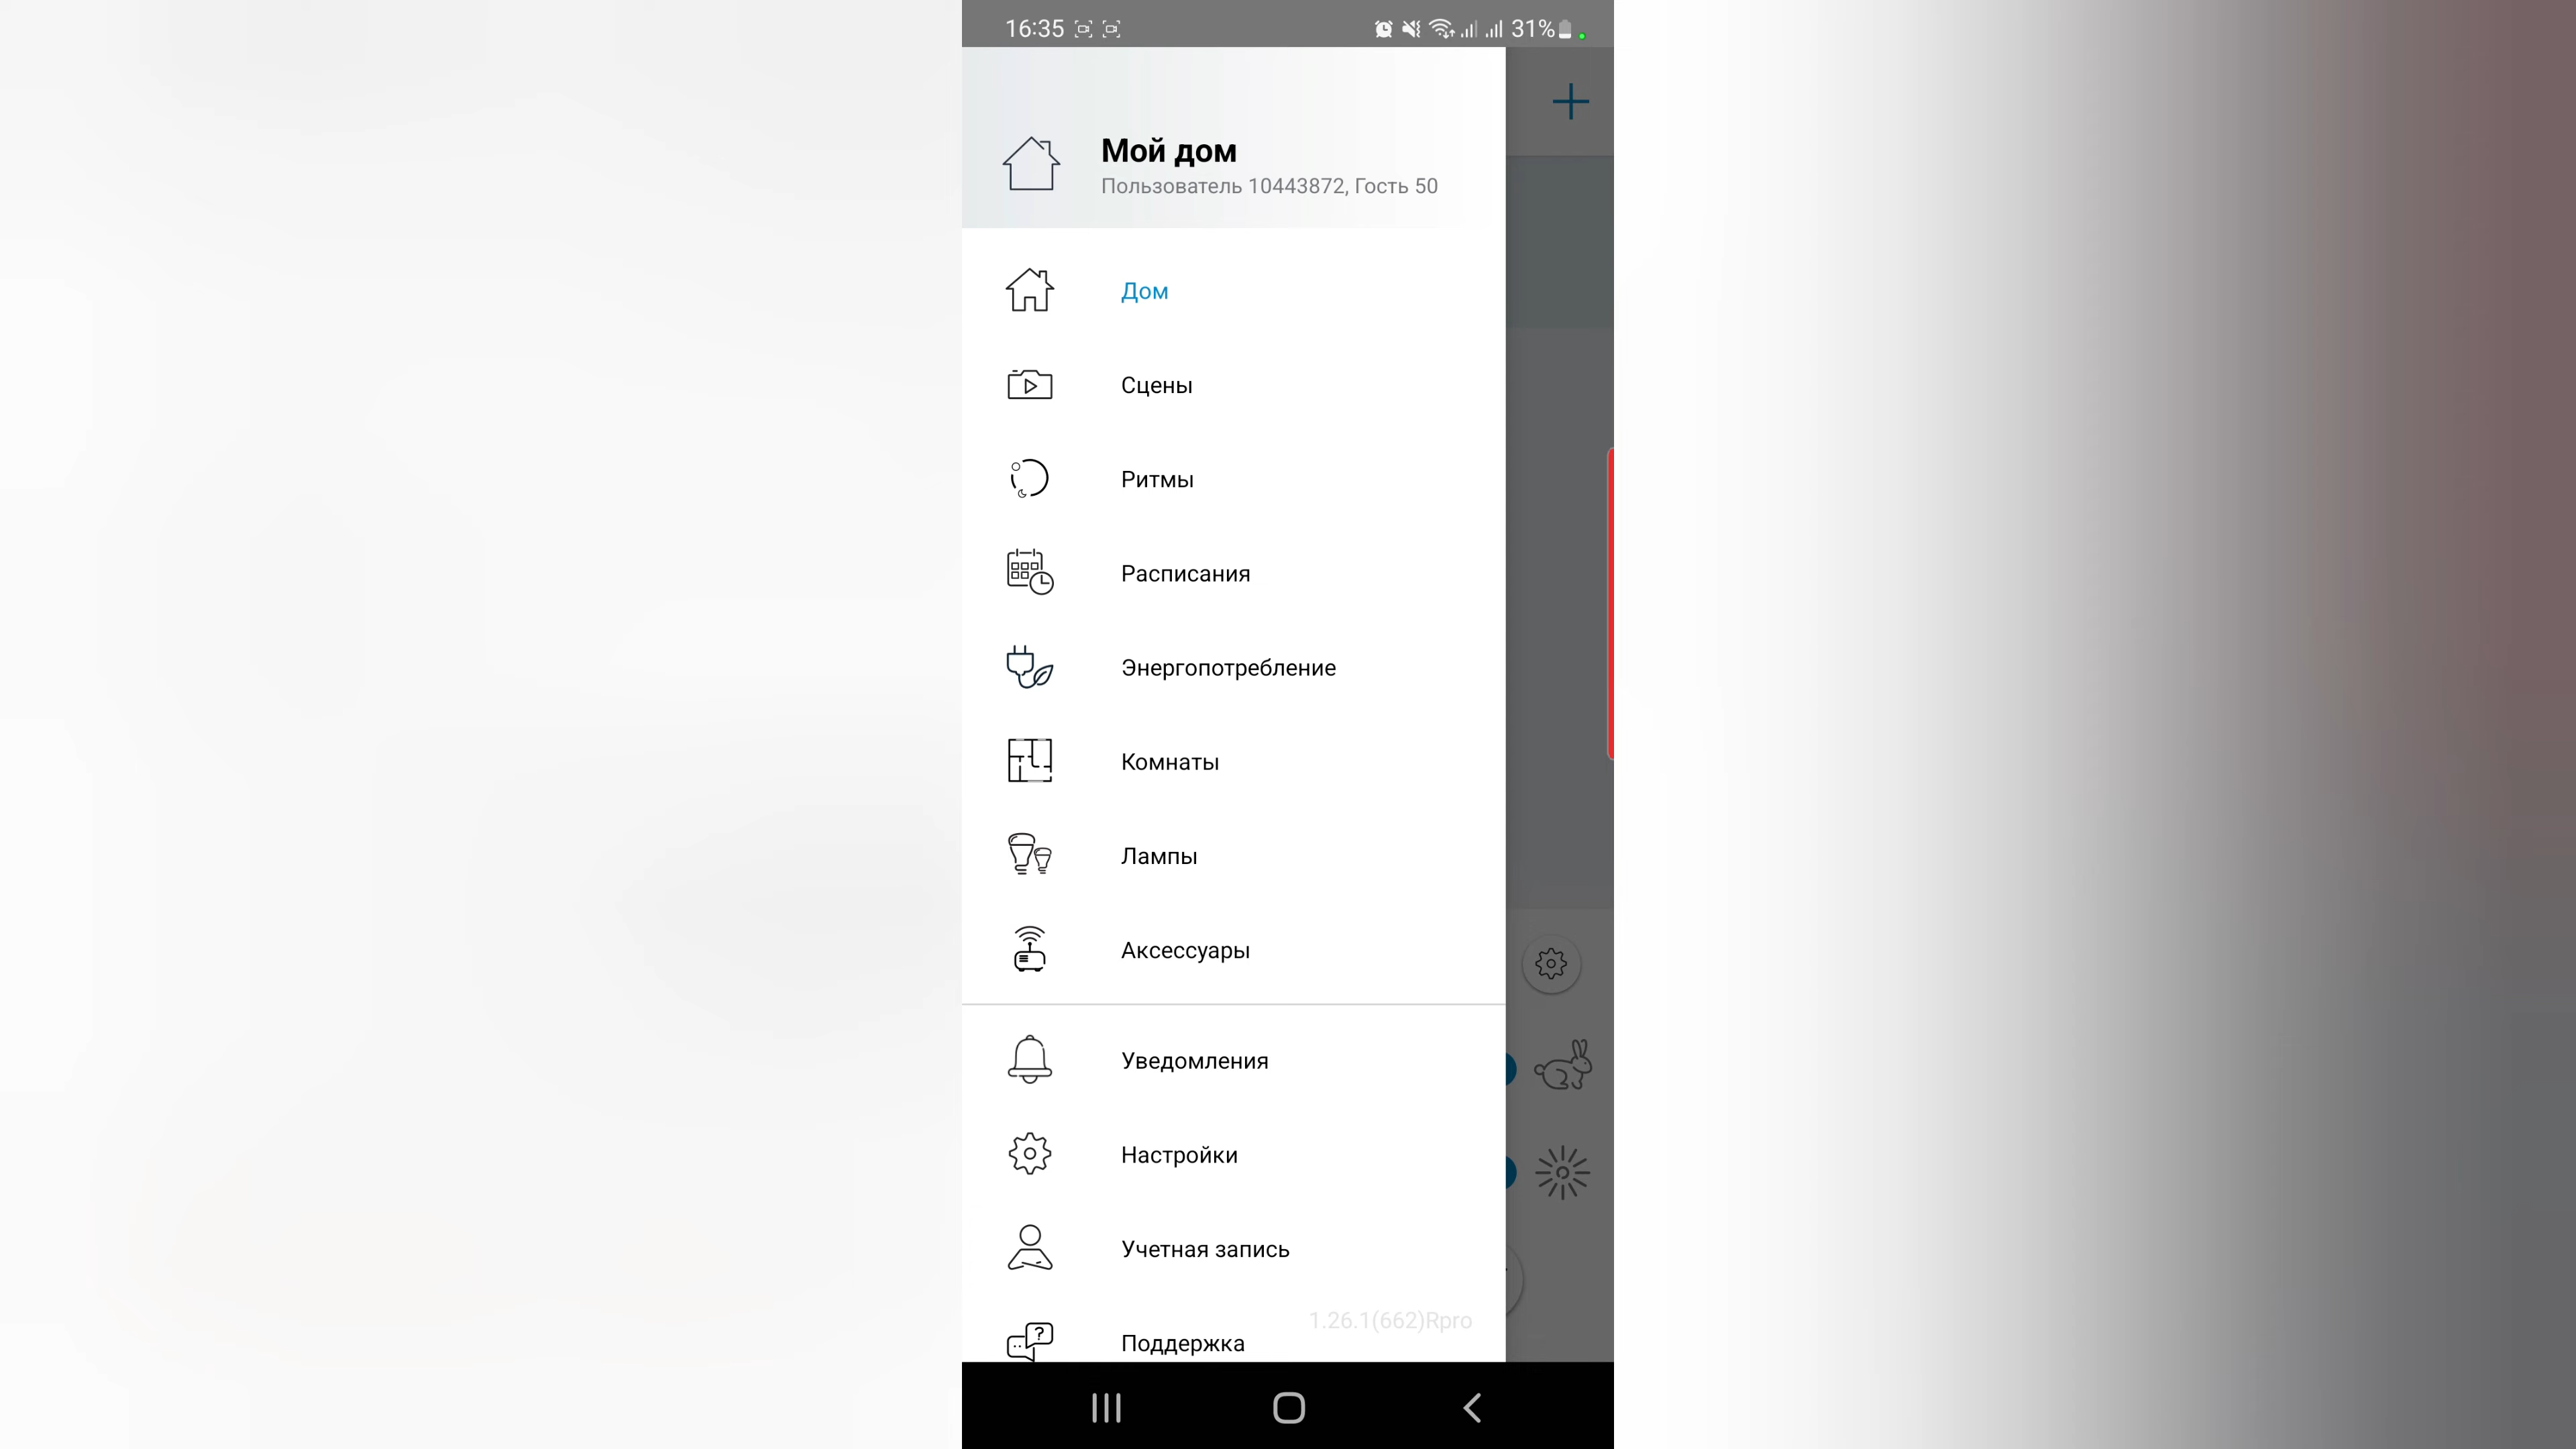 16:35 31%
Мой дом
Пользователь 10443872, Гость 50
Дом
Сцены
Ритмы
Расписания
Энергопотребление
Комнаты
Лампы
Аксессуары
Уведомления
Настройки
Учетная запись
1.26.1(662)Rpro
Поддержка